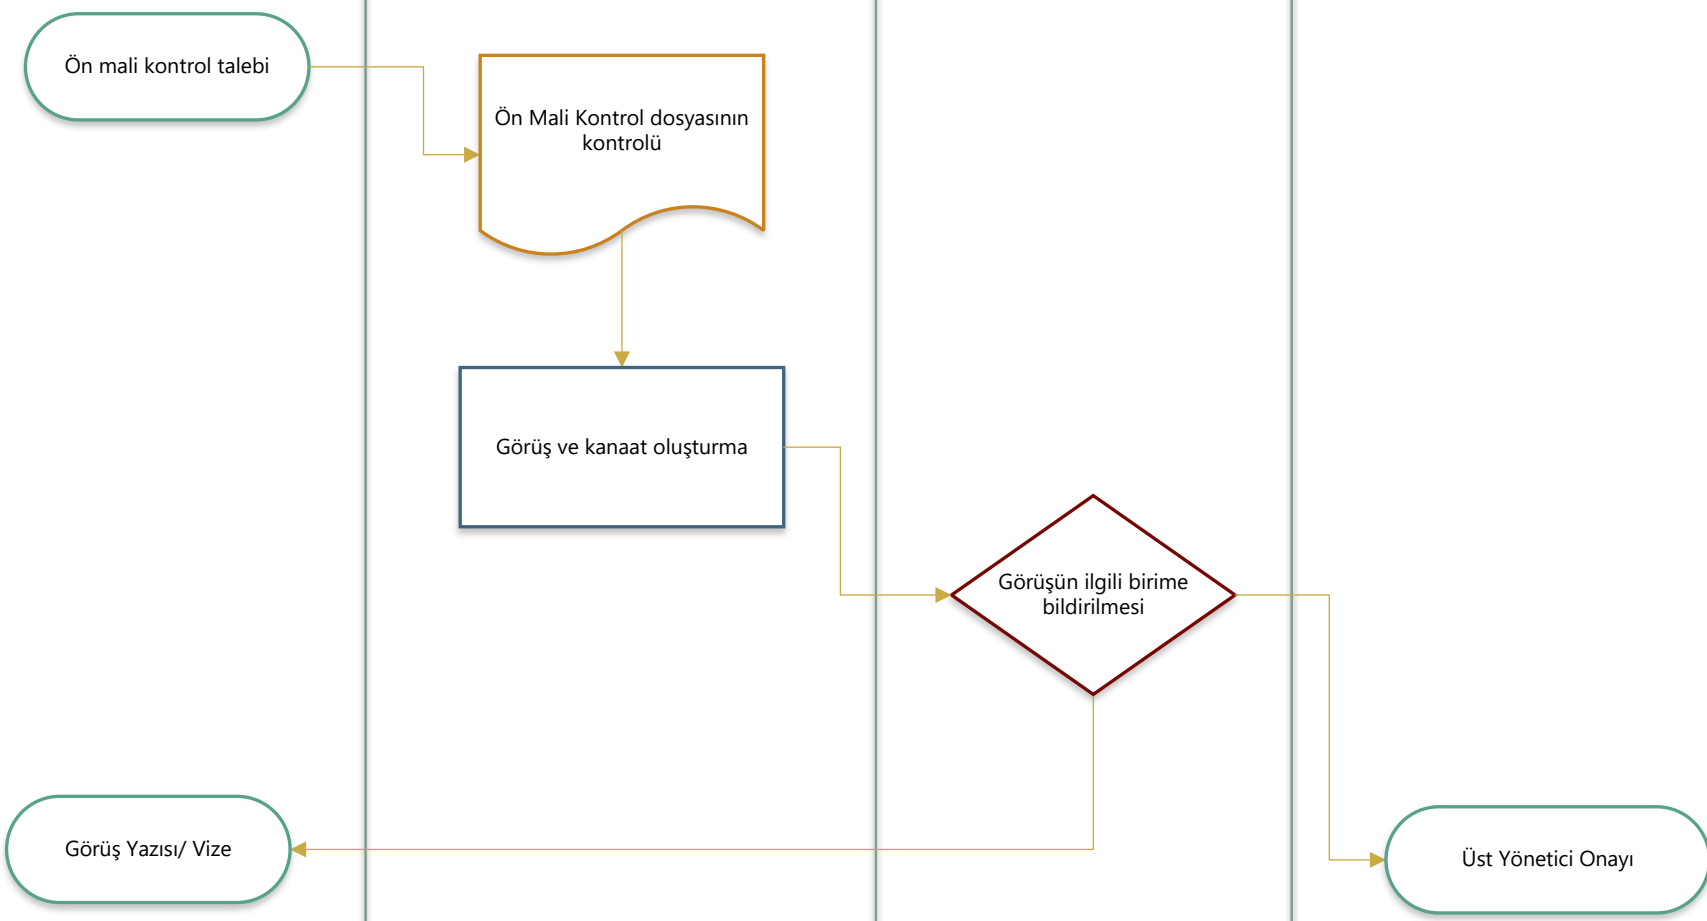 Ön mali kontrol talebi
Ön Mali Kontrol dosyasının
kontrolü
Görüş ve kanaat oluşturma
Görüşün ilgili birime
bildirilmesi
Görüş Yazısı/ Vize
Üst Yönetici Onayı